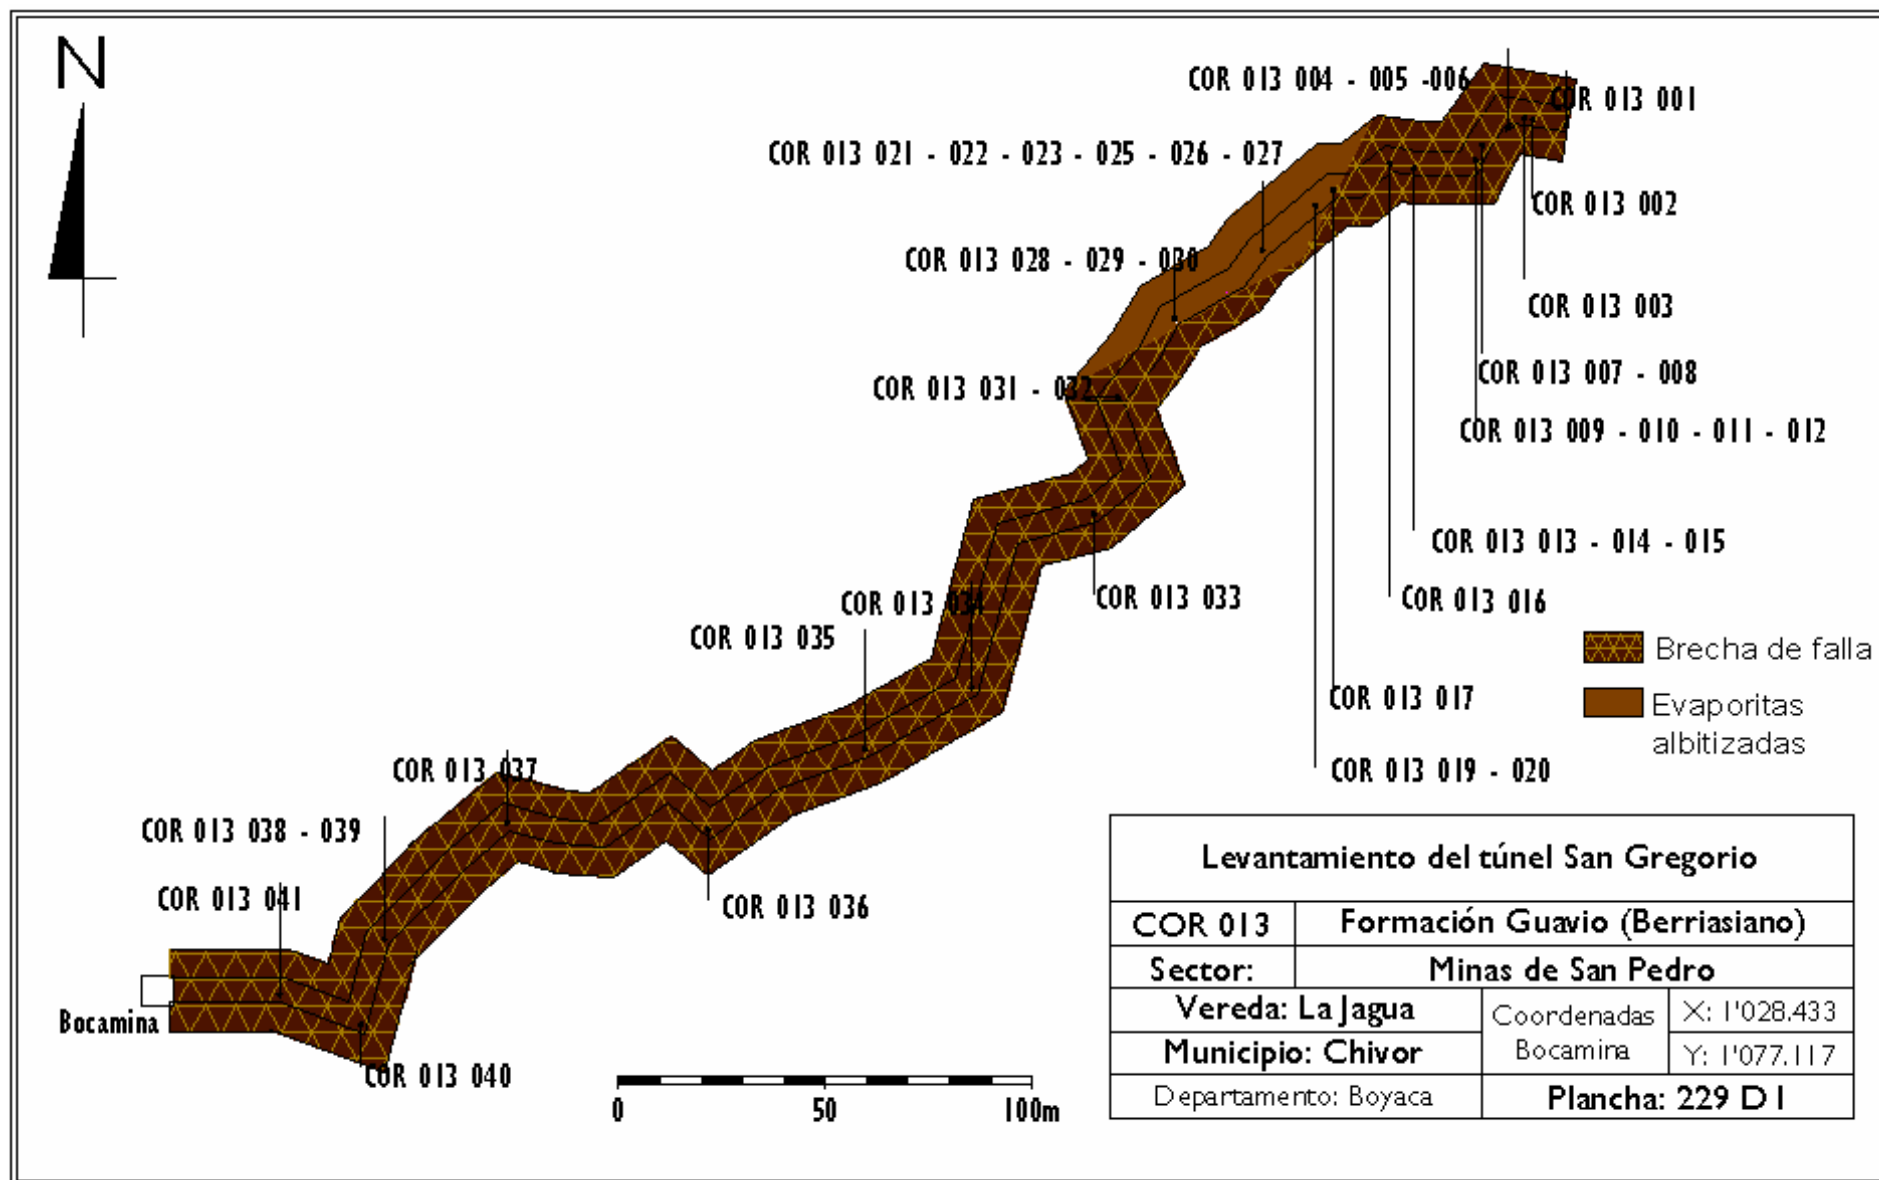 N
COR 013 004 - 005 -006
COR 013 001
COR 013 021 - 022 - 023 - 025 - 026 - 027
COR 013 002
COR 013 028 - 029 - 030
COR 013 003
COR 013 007 - 008
COR 013 031 - 032
COR 013 009 - 010 - 011 - 012
COR 013 013 - 014 - 015
COR 013 033
COR 013 016
COR 013 034
COR 013 035
Brecha de falla
COR 013 017
Evaporitas
albitizadas
COR 013 037
COR 013 019 - 020
COR 013 038 - 039
COR 013 041
COR 013 036
Bocamina
COR 013 040
0 50 100m
Levantamiento del túnel San Gregorio
COR 013 Formación Guavio (Berriasiano)
Sector: Minas de San Pedro
Vereda: La Jagua
Municipio: Chivor
Coordenadas
Bocamina
X: 1'028.433
Y: 1'077.117
Departamento: Boyaca
Plancha: 229 D1